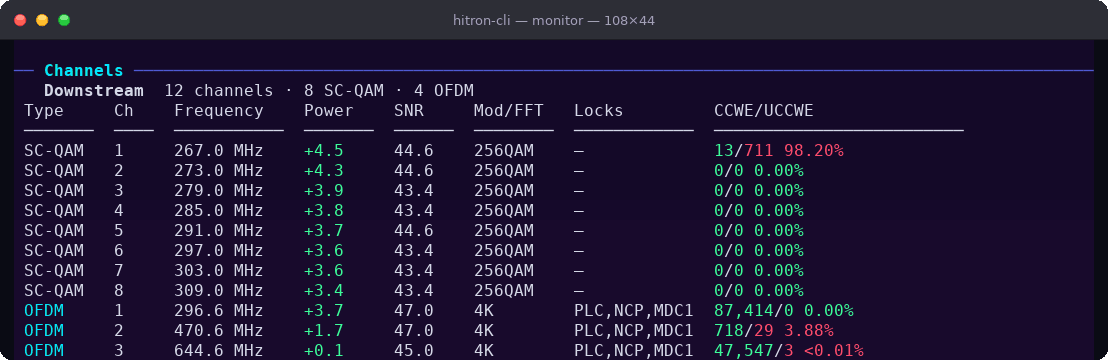 hitron-cli — monitor — 108×44
Channels
Downstream  12 channels · 8 SC-QAM · 4 OFDM
Type Ch Frequency Power SNR Mod/FFT Locks CCWE/UCCWE
SC-QAM 1 267.0 MHz +4.5 44.6 256QAM — 13/711 98.20%
SC-QAM 2 273.0 MHz +4.3 44.6 256QAM — 0/0 0.00%
SC-QAM 3 279.0 MHz +3.9 43.4 256QAM — 0/0 0.00%
SC-QAM 4 285.0 MHz +3.8 43.4 256QAM — 0/0 0.00%
SC-QAM 5 291.0 MHz +3.7 44.6 256QAM — 0/0 0.00%
SC-QAM 6 297.0 MHz +3.6 43.4 256QAM — 0/0 0.00%
SC-QAM 7 303.0 MHz +3.6 43.4 256QAM — 0/0 0.00%
SC-QAM 8 309.0 MHz +3.4 43.4 256QAM — 0/0 0.00%
OFDM 1 296.6 MHz +3.7 47.0 4K PLC,NCP,MDC1 87,414/0 0.00%
OFDM 2 470.6 MHz +1.7 47.0 4K PLC,NCP,MDC1 718/29 3.88%
OFDM 3 644.6 MHz +0.1 45.0 4K PLC,NCP,MDC1 47,547/3 <0.01%